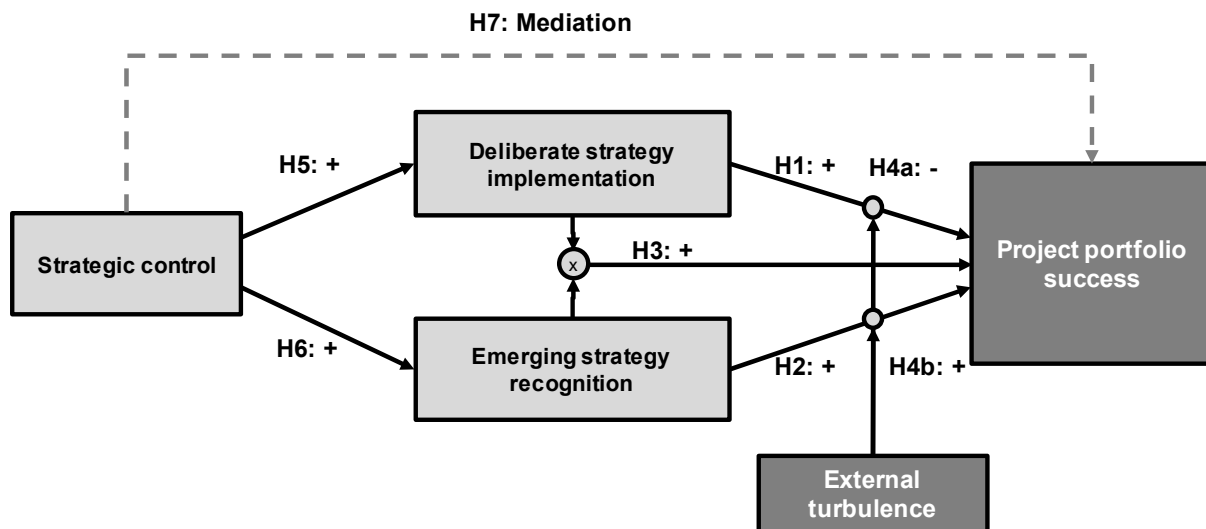 H7: Mediation
Deliberate strategy
implementation
H5: +
H1: +
H4a: -
Strategic control
x
H3: +
Project portfolio
success
H6: +
Emerging strategy
recognition
H2: +
H4b: +
External
turbulence